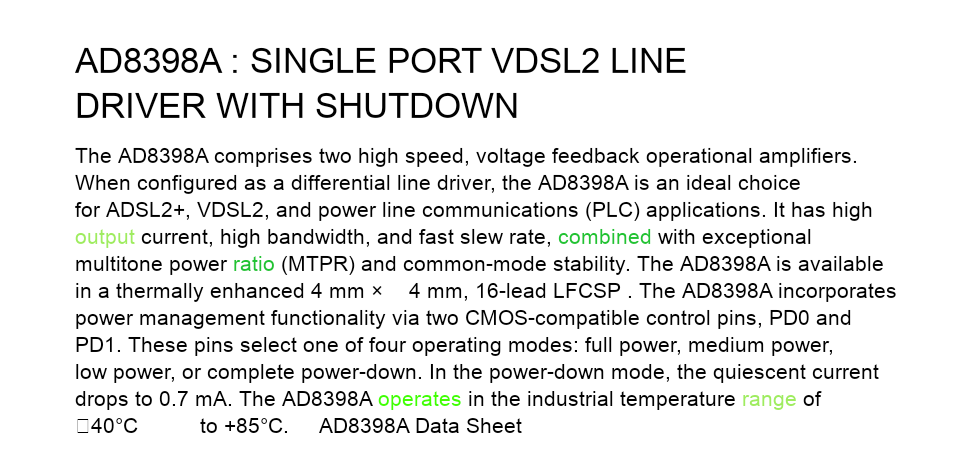 AD8398A : SINGLE PORT VDSL2 LINE
DRIVER WITH SHUTDOWN
The AD8398A comprises two high speed, voltage feedback operational amplifiers.
When configured as a differential line driver, the AD8398A is an ideal choice
for ADSL2+, VDSL2, and power line communications (PLC) applications. It has high
output current, high bandwidth, and fast slew rate, combined with exceptional
multitone power ratio (MTPR) and common-mode stability. The AD8398A is available
in a thermally enhanced 4 mm × 4 mm, 16-lead LFCSP . The AD8398A incorporates
power management functionality via two CMOS-compatible control pins, PD0 and
PD1. These pins select one of four operating modes: full power, medium power,
low power, or complete power-down. In the power-down mode, the quiescent current
drops to 0.7 mA. The AD8398A operates in the industrial temperature range of
□40°C to +85°C. AD8398A Data Sheet